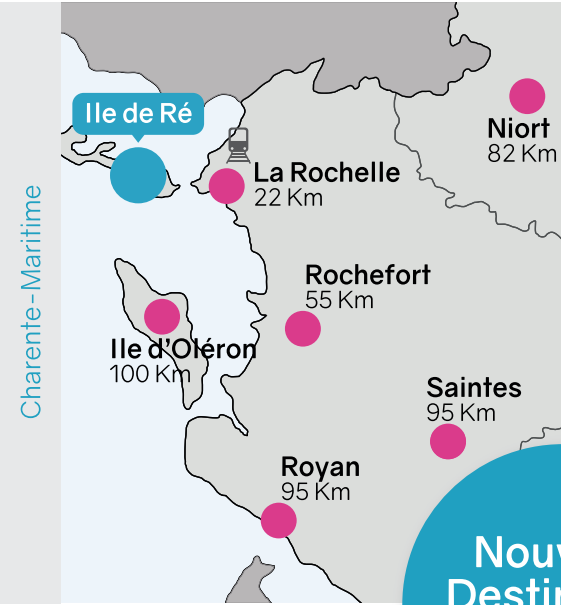 Charente-Maritime
Ile de Ré
Niort
82 Km
La Rochelle
22 Km
Rochefort
55 Km
Ile d'Oléron
100 Km
Saintes
95 Km
Royan
95 Km